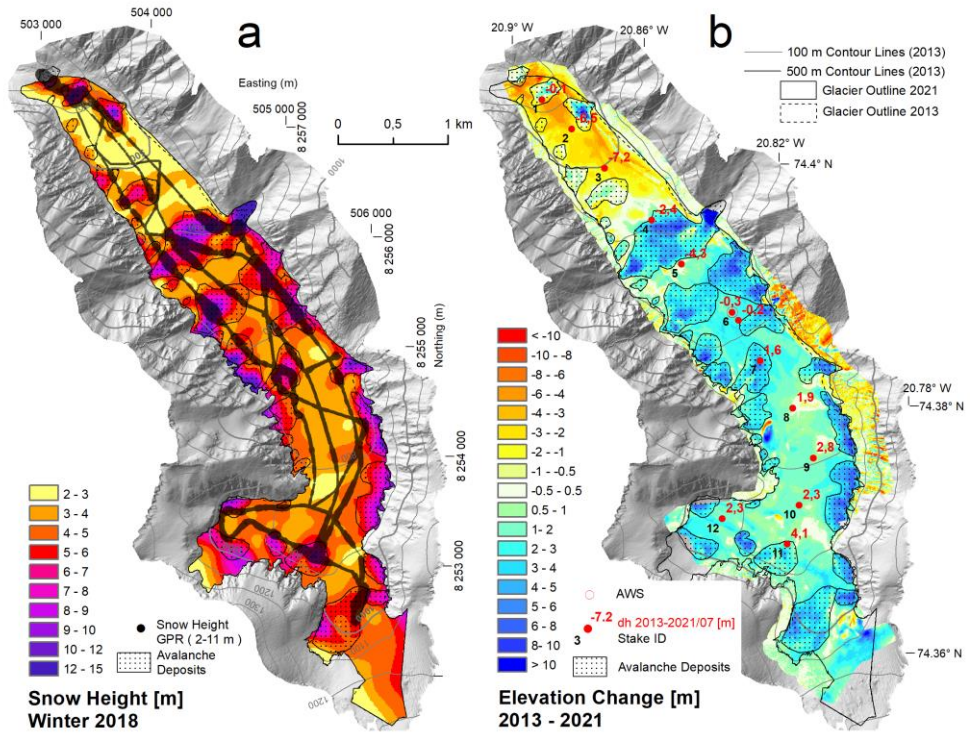 503 000
504 000
a
Easting (m)
505 000
8 257 000
0
0,5
1 km
1000
900
506 000
8 256 000
8 255 000
Northing (m)
8 254 000
8 253 000
1200
1300
1100
1200
2 - 3
3 - 4
4 - 5
5 - 6
6 - 7
7 - 8
8 - 9
9 - 10
10 - 12
12 - 15
Snow Height
GPR ( 2-11 m )
Avalanche
Deposits
Snow Height [m]
Winter 2018
20.9° W
20.86° W
b
100 m Contour Lines (2013)
500 m Contour Lines (2013)
Glacier Outline 2021
Glacier Outline 2013
20.82° W
74.4° N
20.78° W
74.38° N
74.36° N
-0,1
1
-6,5
2
-7,2
3
-2,4
4
-4,3
5
-0,3
-0,2
6
1,6
7
1,9
8
2,8
9
2,3
10
2,3
12
4,1
11
< -10
-10 - -8
-8 - -6
-6 - -4
-4 - -3
-3 - -2
-2 - -1
-1 - -0.5
-0.5 - 0.5
0.5 - 1
1 - 2
2 - 3
3 - 4
4 - 5
5 - 6
6 - 8
8 - 10
> 10
AWS
-7.2
dh 2013-2021/07 [m]
3
Stake ID
Avalanche Deposits
Elevation Change [m]
2013 - 2021